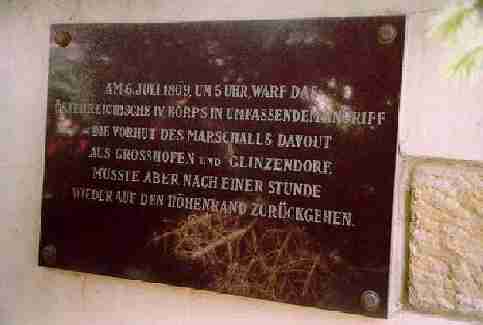 AM 6. JULI 1809, UM 5 UHR, WARF DAS
ÖSTERREICHISCHE IV. KORPS IN UMFASSENDEM ANGRIFF
DIE VORHUT DES MARSCHALLS DAVOUT
AUS GROSSHOFEN UND GLINZENDORF,
MUSSTE ABER NACH EINER STUNDE
WIEDER AUF DEN HÖHENRAND ZURÜCKGEHEN.